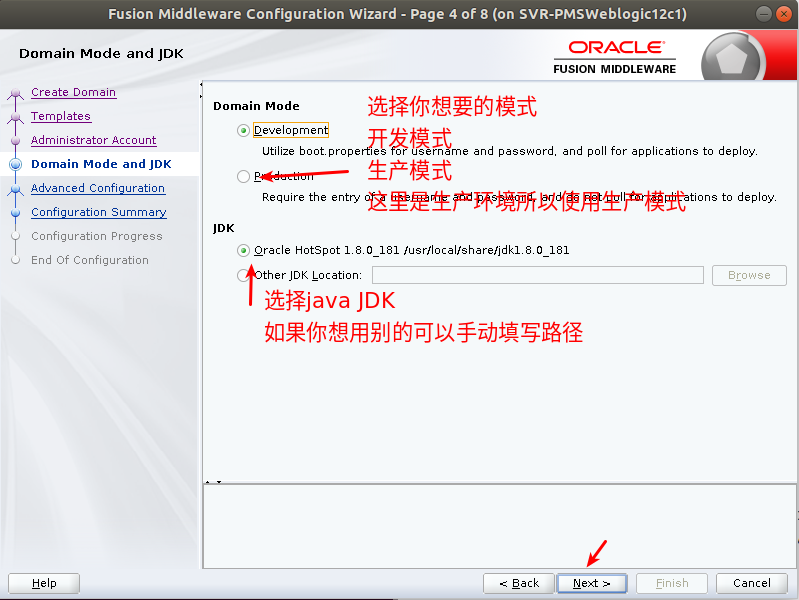 Fusion Middleware Configuration Wizard - Page 4 of 8 (on SVR-PMSWeblogic12c1)
Domain Mode and JDK
ORACLE
FUSION MIDDLEWARE
Create Domain
Templates
Administrator Account
Domain Mode and JDK
Advanced Configuration
Configuration Summary
Configuration Progress
End Of Configuration
Domain Mode
选择你想要的模式
Development
开发模式
Utilize boot.properties for username and password, and poll for applications to deploy.
生产模式
Production
Require the entry of a username and password, and do not poll for applications to deploy.
这里是生产环境所以使用生产模式
JDK
Oracle HotSpot 1.8.0_181 /usr/local/share/jdk1.8.0_181
Other JDK Location:
Browse
选择java JDK
如果你想用别的可以手动填写路径
Help
< Back
Next >
Finish
Cancel